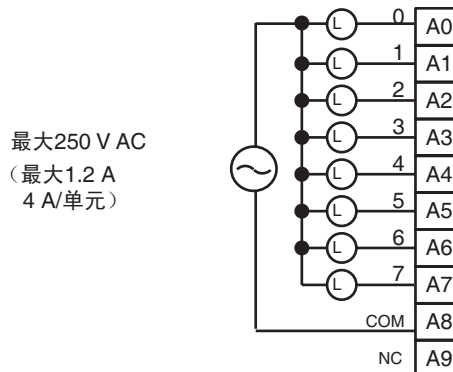 最大250 V AC
（最大1.2 A
4 A/单元）
L 0 A0
L 1 A1
L 2 A2
L 3 A3
L 4 A4
L 5 A5
L 6 A6
L 7 A7
COM A8
NC A9